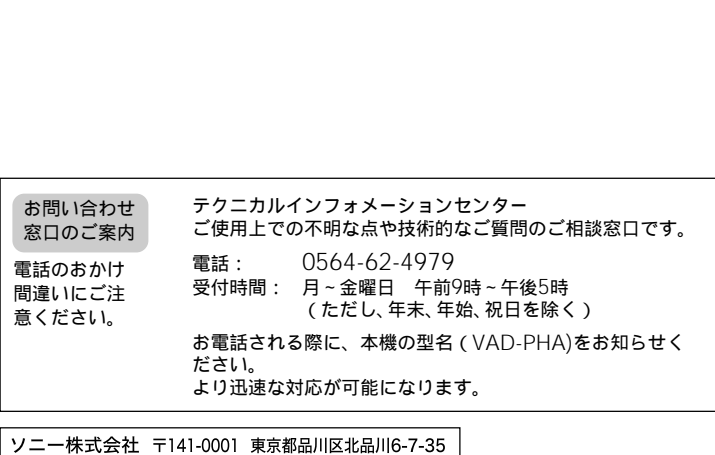 お問い合わせ
窓口のご案内
電話のおかけ
間違いにご注
意ください。
テクニカルインフォメーションセンター
ご使用上での不明な点や技術的なご質問のご相談窓口です。
電話： 0564-62-4979
受付時間： 月～金曜日 午前9時～午後5時
（ただし、年末、年始、祝日を除く）
お電話される際に、本機の型名（VAD-PHA)をお知らせく
ださい。
より迅速な対応が可能になります。
ソニー株式会社 〒141-0001 東京都品川区北品川6-7-35